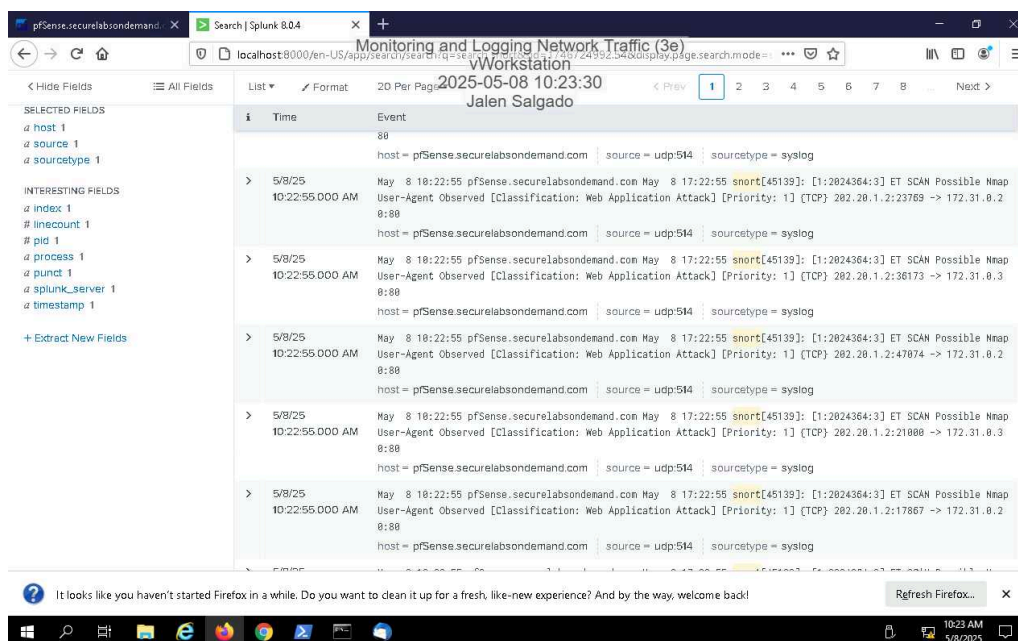 pfSense.securelabsondemand.
Search | Splunk 8.0.4
localhost:8000/en-US/app/search/search?q=search
display.page.search.mode=
Monitoring and Logging Network Traffic (3e)
vWorkstation
2025-05-08 10:23:30
Jalen Salgado
< Hide Fields
All Fields
List
Format
20 Per Page
< Prev 1 2 3 4 5 6 7 8 ... Next >
SELECTED FIELDS
a host 1
a source 1
a sourcetype 1
INTERESTING FIELDS
a index 1
# linecount 1
# pid 1
a process 1
a punct 1
a splunk_server 1
a timestamp 1
+ Extract New Fields
i Time Event
80
host = pfSense.securelabsondemand.com source = udp:514 sourcetype = syslog
> 5/8/25
10:22:55.000 AM
May 8 10:22:55 pfSense.securelabsondemand.com May 8 17:22:55 snort[45139]: [1:2024364:3] ET SCAN Possible Nmap
User-Agent Observed [Classification: Web Application Attack] [Priority: 1] {TCP} 202.20.1.2:23769 -> 172.31.0.2
0:80
host = pfSense.securelabsondemand.com source = udp:514 sourcetype = syslog
> 5/8/25
10:22:55.000 AM
May 8 10:22:55 pfSense.securelabsondemand.com May 8 17:22:55 snort[45139]: [1:2024364:3] ET SCAN Possible Nmap
User-Agent Observed [Classification: Web Application Attack] [Priority: 1] {TCP} 202.20.1.2:36173 -> 172.31.0.3
0:80
host = pfSense.securelabsondemand.com source = udp:514 sourcetype = syslog
> 5/8/25
10:22:55.000 AM
May 8 10:22:55 pfSense.securelabsondemand.com May 8 17:22:55 snort[45139]: [1:2024364:3] ET SCAN Possible Nmap
User-Agent Observed [Classification: Web Application Attack] [Priority: 1] {TCP} 202.20.1.2:47074 -> 172.31.0.2
0:80
host = pfSense.securelabsondemand.com source = udp:514 sourcetype = syslog
> 5/8/25
10:22:55.000 AM
May 8 10:22:55 pfSense.securelabsondemand.com May 8 17:22:55 snort[45139]: [1:2024364:3] ET SCAN Possible Nmap
User-Agent Observed [Classification: Web Application Attack] [Priority: 1] {TCP} 202.20.1.2:21000 -> 172.31.0.3
0:80
host = pfSense.securelabsondemand.com source = udp:514 sourcetype = syslog
> 5/8/25
10:22:55.000 AM
May 8 10:22:55 pfSense.securelabsondemand.com May 8 17:22:55 snort[45139]: [1:2024364:3] ET SCAN Possible Nmap
User-Agent Observed [Classification: Web Application Attack] [Priority: 1] {TCP} 202.20.1.2:17867 -> 172.31.0.2
0:80
host = pfSense.securelabsondemand.com source = udp:514 sourcetype = syslog
It looks like you haven't started Firefox in a while. Do you want to clean it up for a fresh, like-new experience? And by the way, welcome back!
Refresh Firefox...
10:23 AM
5/8/2025